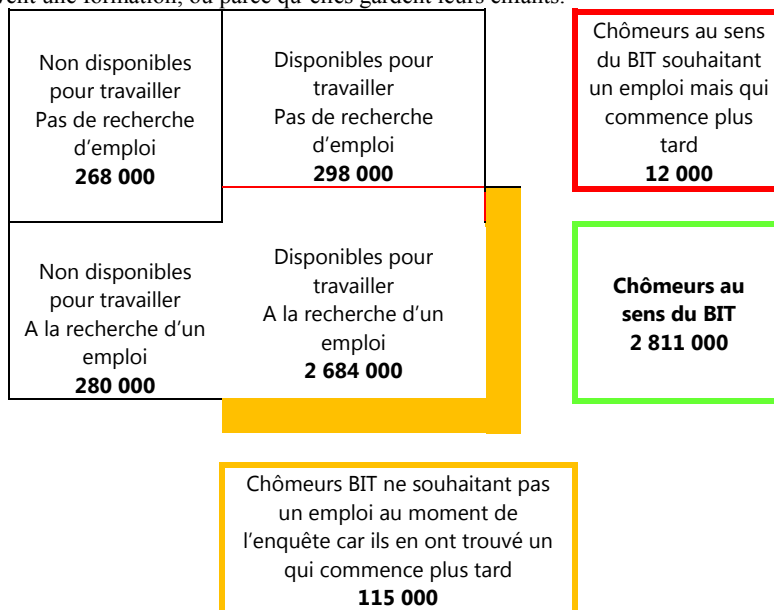 vent une formation, ou parce qu'elles gardent leurs enfants.
Non disponibles
pour travailler
Pas de recherche
d'emploi
268 000
Disponibles pour
travailler
Pas de recherche
d'emploi
298 000
Chômeurs au sens
du BIT souhaitant
un emploi mais qui
commence plus
tard
12 000
Non disponibles
pour travailler
A la recherche d'un
emploi
280 000
Disponibles pour
travailler
A la recherche d'un
emploi
2 684 000
Chômeurs au
sens du BIT
2 811 000
Chômeurs BIT ne souhaitant pas
un emploi au moment de
l'enquête car ils en ont trouvé un
qui commence plus tard
115 000